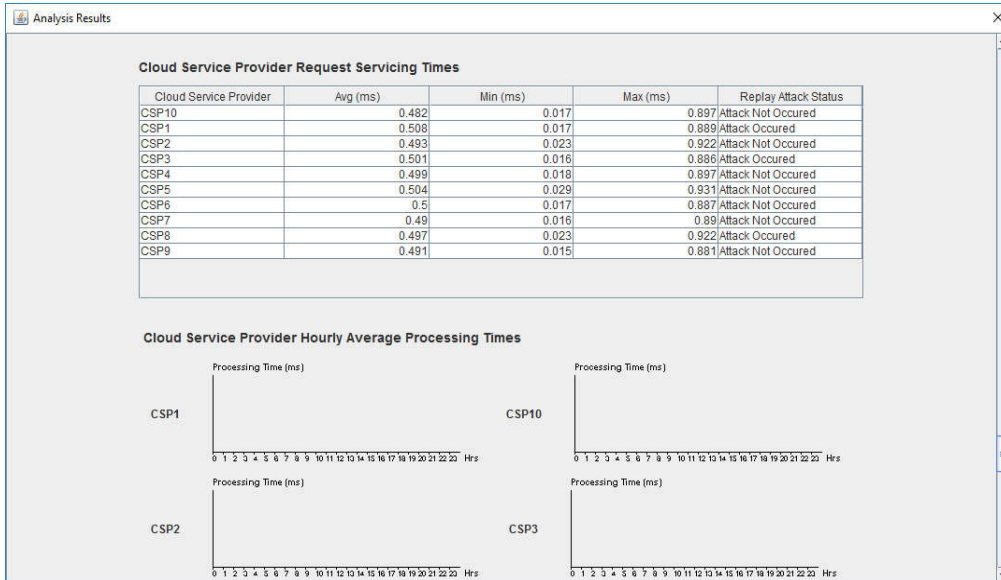 Analysis Results
Cloud Service Provider Request Servicing Times
Cloud Service Provider Avg (ms) Min (ms) Max (ms) Replay Attack Status
CSP10 0.482 0.017 0.897 Attack Not Occured
CSP1 0.508 0.017 0.889 Attack Occured
CSP2 0.493 0.023 0.922 Attack Not Occured
CSP3 0.501 0.016 0.886 Attack Occured
CSP4 0.499 0.018 0.897 Attack Not Occured
CSP5 0.504 0.029 0.931 Attack Not Occured
CSP6 0.5 0.017 0.887 Attack Not Occured
CSP7 0.49 0.016 0.89 Attack Not Occured
CSP8 0.497 0.023 0.922 Attack Occured
CSP9 0.491 0.015 0.881 Attack Not Occured
Cloud Service Provider Hourly Average Processing Times
Processing Time (ms) Processing Time (ms)
CSP1 CSP10
0 1 2 3 4 5 6 7 8 9 10 11 12 13 14 15 16 17 18 19 20 21 22 23 Hrs 0 1 2 3 4 5 6 7 8 9 10 11 12 13 14 15 16 17 18 19 20 21 22 23 Hrs
Processing Time (ms) Processing Time (ms)
CSP2 CSP3
0 1 2 3 4 5 6 7 8 9 10 11 12 13 14 15 16 17 18 19 20 21 22 23 Hrs 0 1 2 3 4 5 6 7 8 9 10 11 12 13 14 15 16 17 18 19 20 21 22 23 Hrs